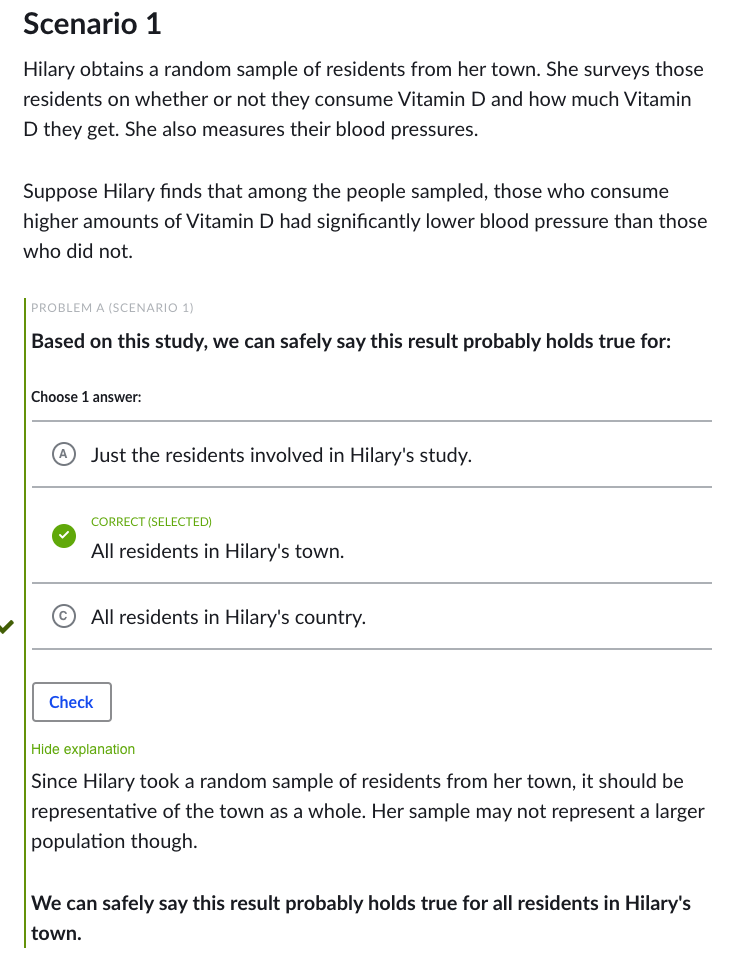 Scenario 1
Hilary obtains a random sample of residents from her town. She surveys those
residents on whether or not they consume Vitamin D and how much Vitamin
D they get. She also measures their blood pressures.
Suppose Hilary finds that among the people sampled, those who consume
higher amounts of Vitamin D had significantly lower blood pressure than those
who did not.
PROBLEM A (SCENARIO 1)
Based on this study, we can safely say this result probably holds true for:
Choose 1 answer:
A Just the residents involved in Hilary's study.
CORRECT (SELECTED)
All residents in Hilary's town.
C All residents in Hilary's country.
Check
Hide explanation
Since Hilary took a random sample of residents from her town, it should be
representative of the town as a whole. Her sample may not represent a larger
population though.
We can safely say this result probably holds true for all residents in Hilary's
town.